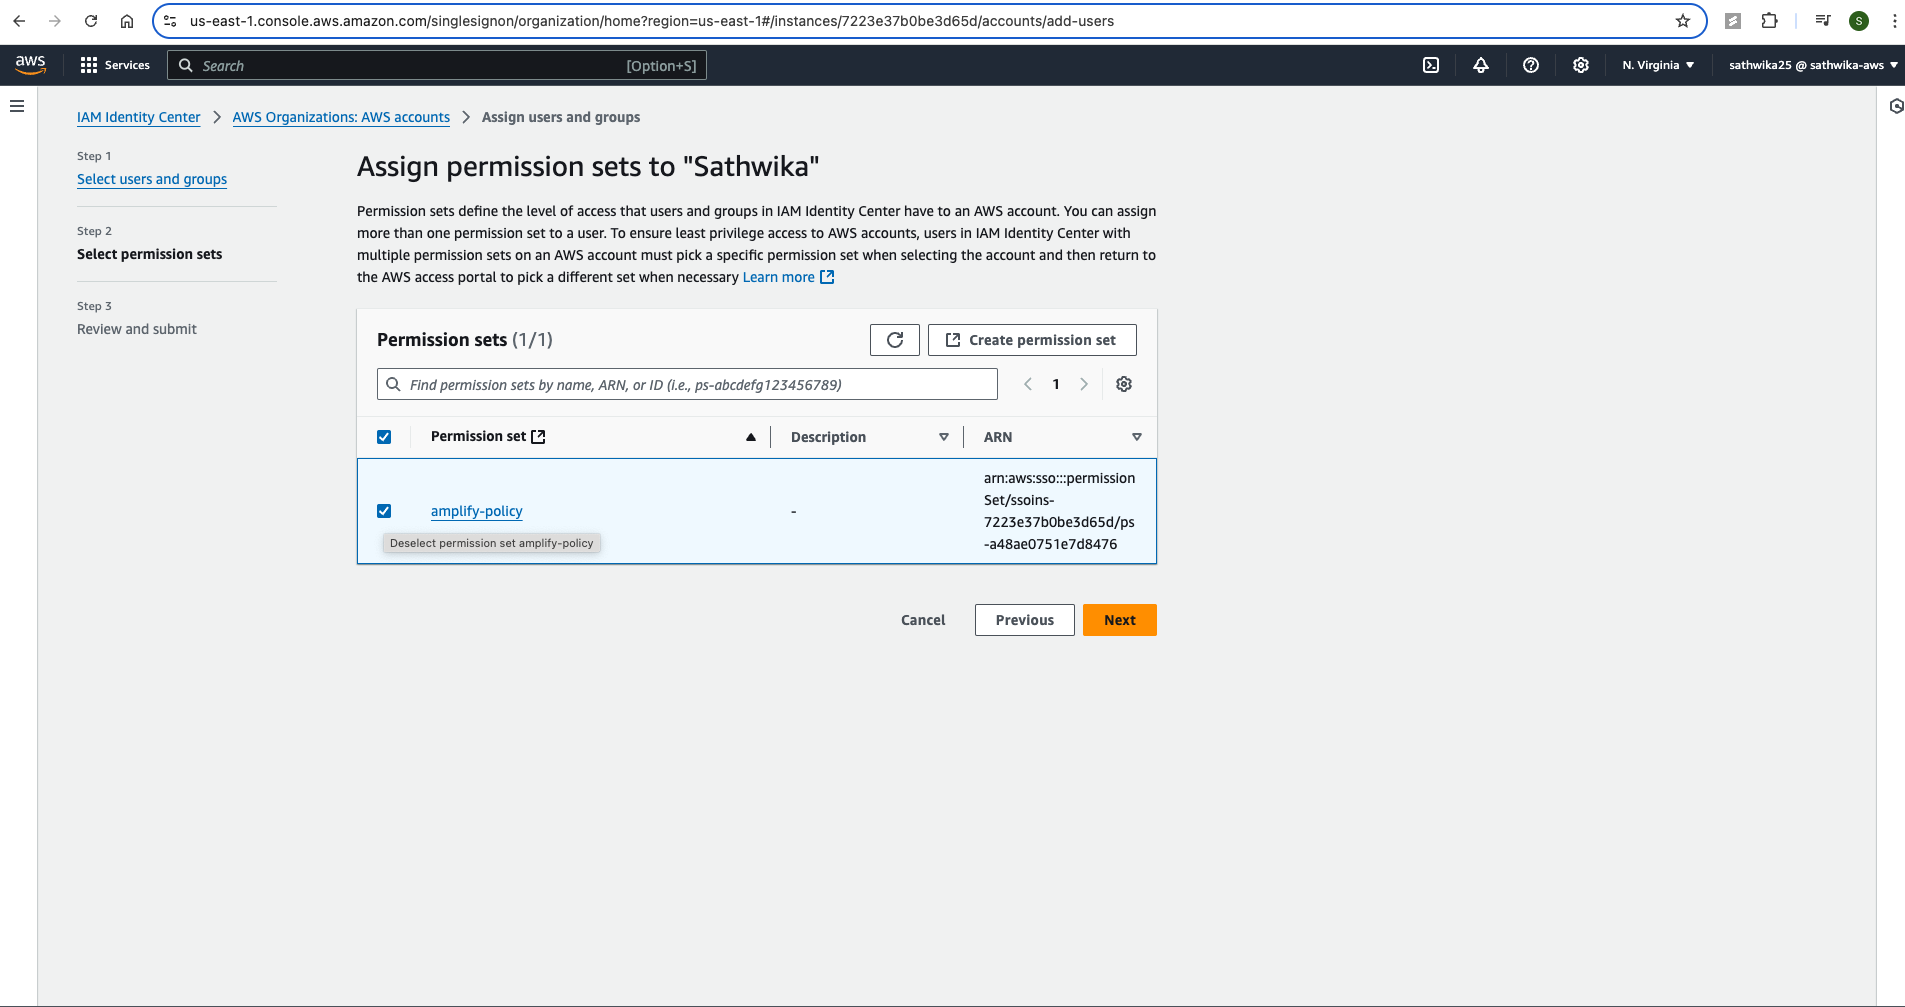 us-east-1.console.aws.amazon.com/singlesignon/organization/home?region=us-east-1#/instances/7223e37b0be3d65d/accounts/add-users
S
aws
Services
Search
[Option+S]
N. Virginia
sathwika25 @ sathwika-aws
IAM Identity Center
AWS Organizations: AWS accounts
Assign users and groups
Step 1
Select users and groups
Step 2
Select permission sets
Step 3
Review and submit
Assign permission sets to "Sathwika"
Permission sets define the level of access that users and groups in IAM Identity Center have to an AWS account. You can assign
more than one permission set to a user. To ensure least privilege access to AWS accounts, users in IAM Identity Center with
multiple permission sets on an AWS account must pick a specific permission set when selecting the account and then return to
the AWS access portal to pick a different set when necessary Learn more
Permission sets (1/1)
Create permission set
Find permission sets by name, ARN, or ID (i.e., ps-abcdefg123456789)
1
Permission set
Description
ARN
amplify-policy
-
arn:aws:sso:::permission
Set/ssoins-
7223e37b0be3d65d/ps
-a48ae0751e7d8476
Deselect permission set amplify-policy
Cancel
Previous
Next